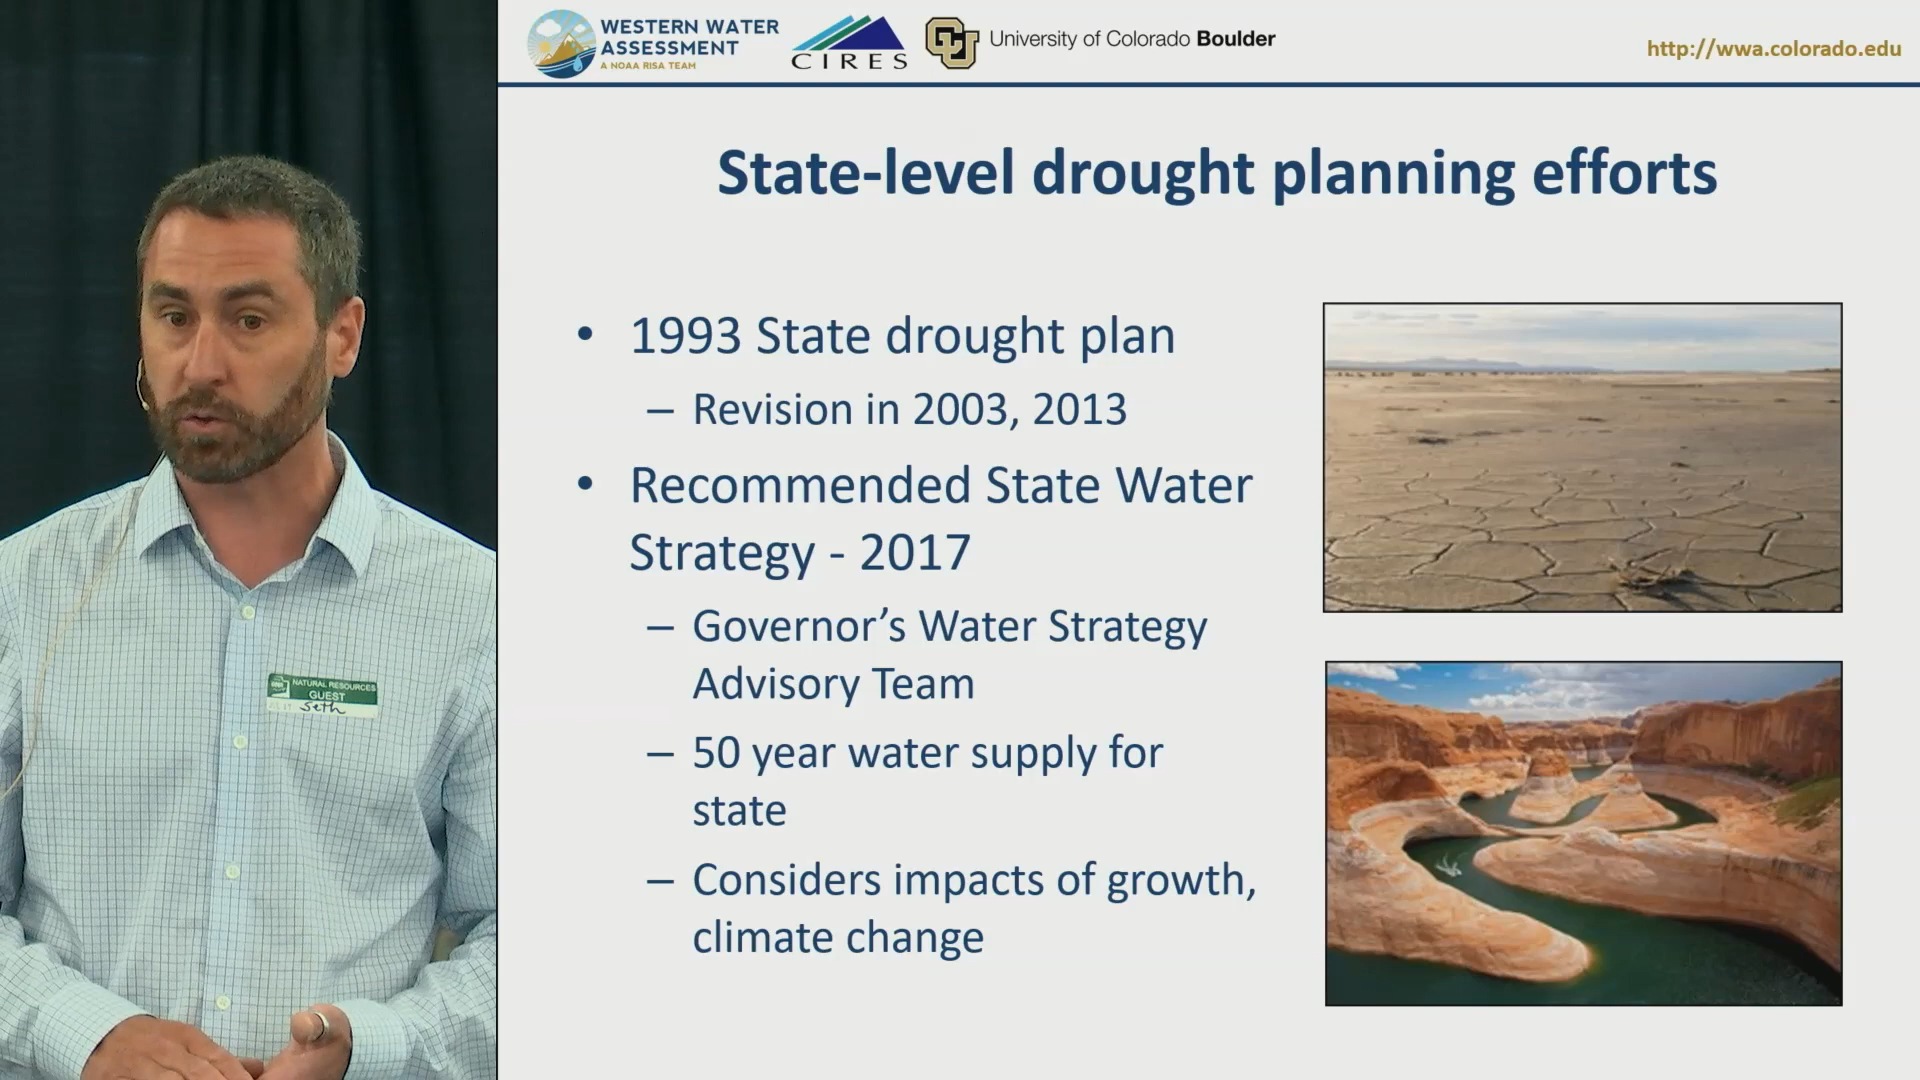 WESTERN WATER
ASSESSMENT
A NOAA RISA TEAM
CIRES
CU
University of Colorado Boulder
http://wwa.colorado.edu
State-level drought planning efforts
• 1993 State drought plan
– Revision in 2003, 2013
• Recommended State Water
Strategy - 2017
– Governor’s Water Strategy
Advisory Team
– 50 year water supply for
state
– Considers impacts of growth,
climate change
NATURAL RESOURCES
GUEST
Seth